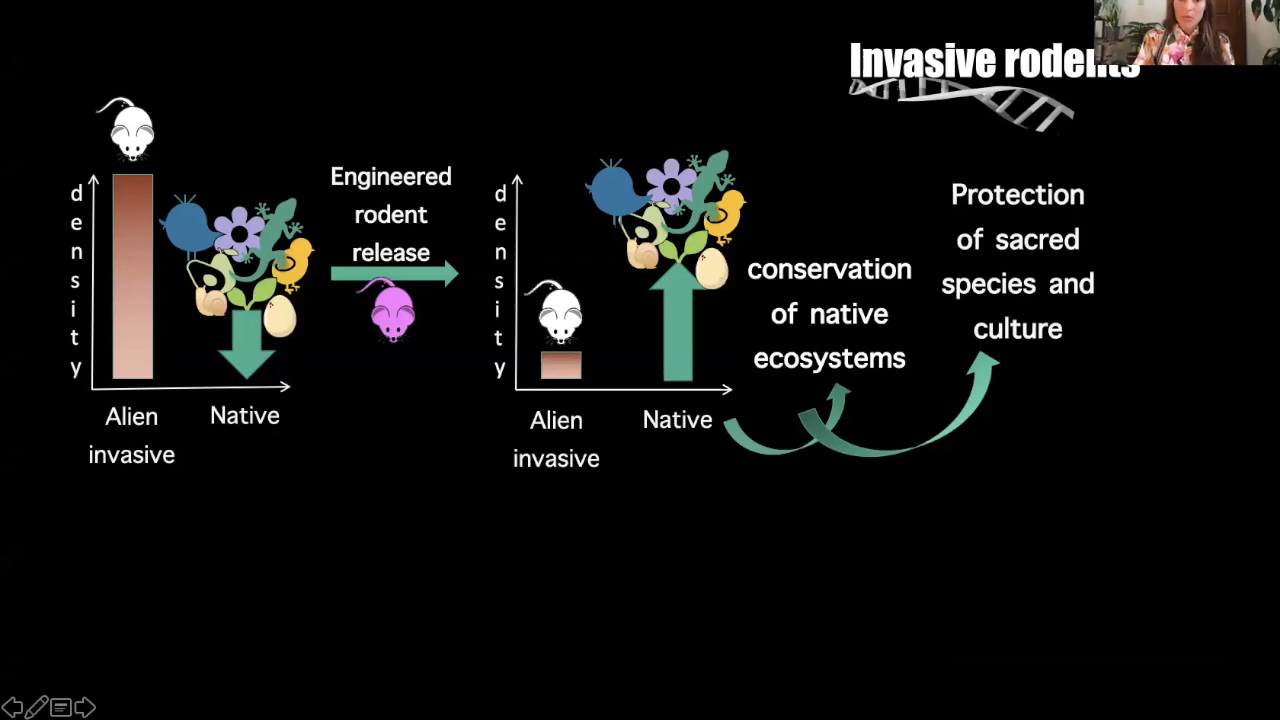 Invasive rodents
density
Alien
invasive
Native
Engineered
rodent
release
density
Alien
invasive
Native
conservation
of native
ecosystems
Protection
of sacred
species and
culture